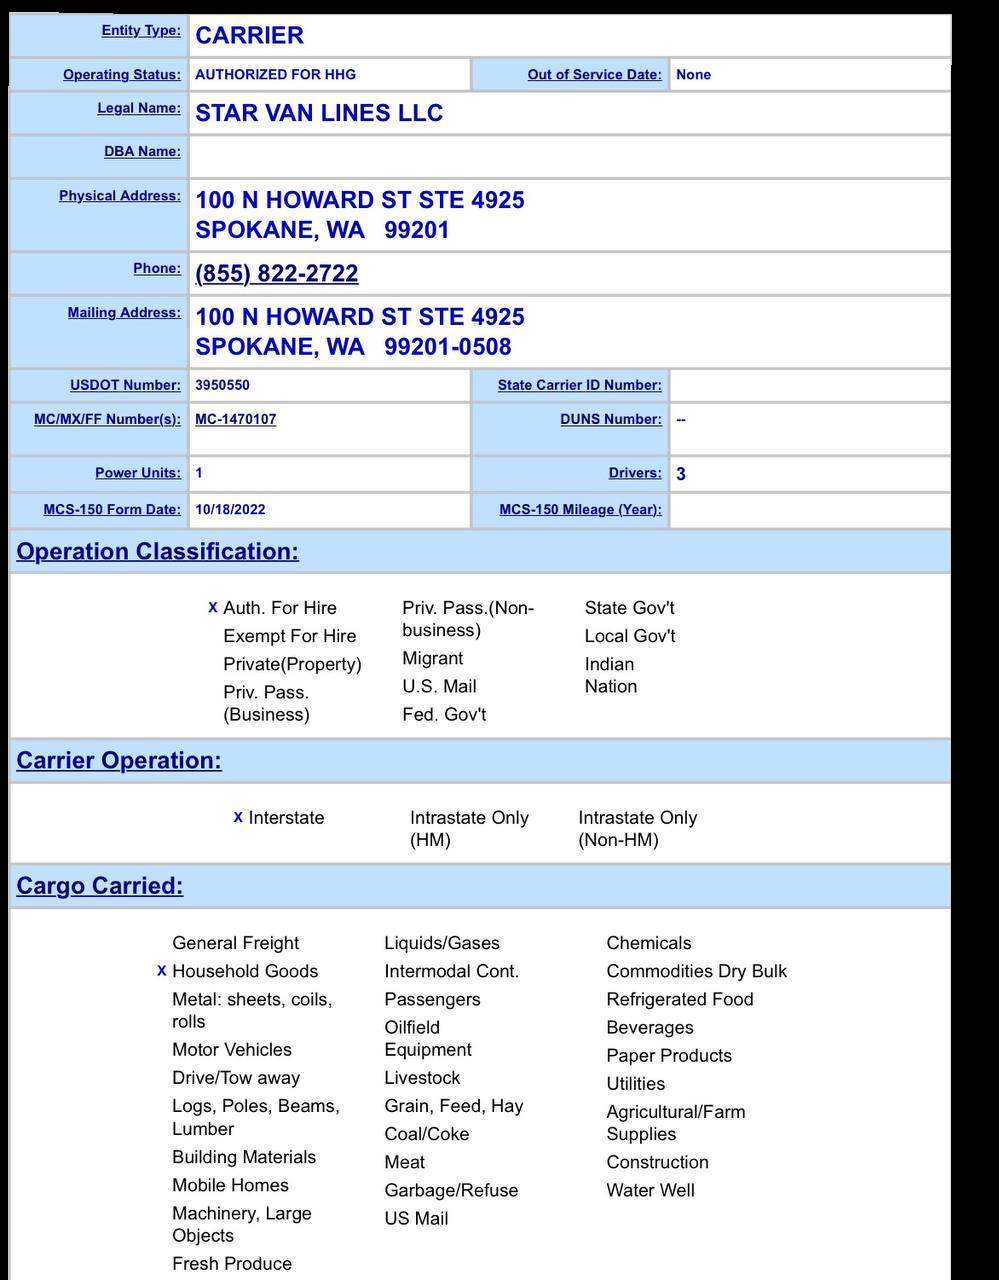 Entity Type: CARRIER
Operating Status: AUTHORIZED FOR HHG Out of Service Date: None
Legal Name: STAR VAN LINES LLC
DBA Name:
Physical Address: 100 N HOWARD ST STE 4925
SPOKANE, WA 99201
Phone: (855) 822-2722
Mailing Address: 100 N HOWARD ST STE 4925
SPOKANE, WA 99201-0508
USDOT Number: 3950550 State Carrier ID Number:
MC/MX/FF Number(s): MC-1470107 DUNS Number: --
Power Units: 1 Drivers: 3
MCS-150 Form Date: 10/18/2022 MCS-150 Mileage (Year):
Operation Classification:
X Auth. For Hire
Exempt For Hire
Private(Property)
Priv. Pass.
(Business)
Priv. Pass.(Non-
business)
Migrant
U.S. Mail
Fed. Gov't
State Gov't
Local Gov't
Indian
Nation
Carrier Operation:
X Interstate
Intrastate Only
(HM)
Intrastate Only
(Non-HM)
Cargo Carried:
General Freight
X Household Goods
Metal: sheets, coils,
rolls
Motor Vehicles
Drive/Tow away
Logs, Poles, Beams,
Lumber
Building Materials
Mobile Homes
Machinery, Large
Objects
Fresh Produce
Liquids/Gases
Intermodal Cont.
Passengers
Oilfield
Equipment
Livestock
Grain, Feed, Hay
Coal/Coke
Meat
Garbage/Refuse
US Mail
Chemicals
Commodities Dry Bulk
Refrigerated Food
Beverages
Paper Products
Utilities
Agricultural/Farm
Supplies
Construction
Water Well